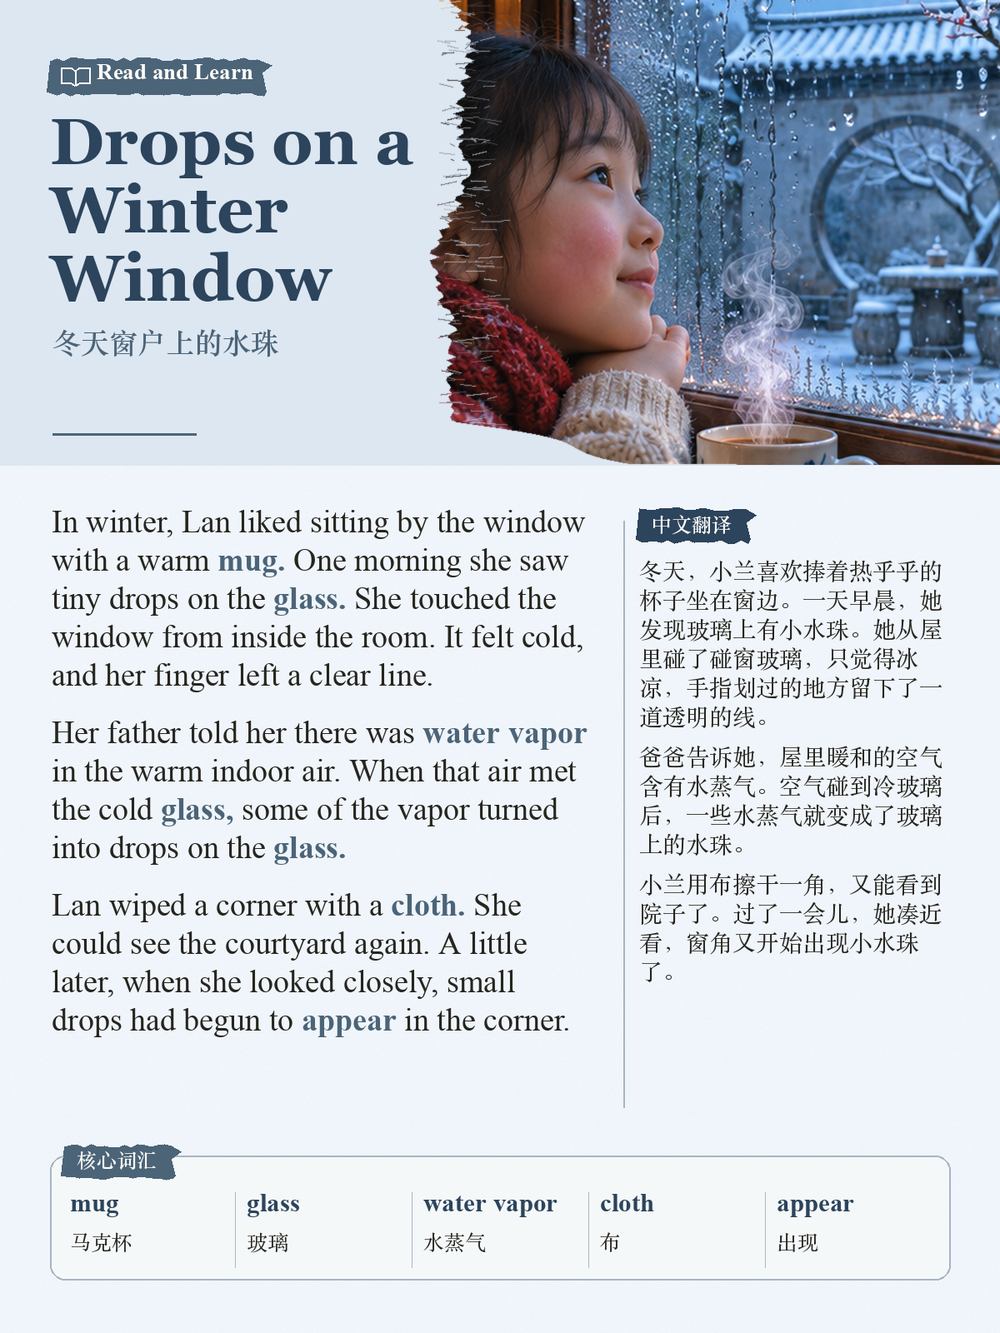 Read and Learn
Drops on a
Winter
Window
冬天窗户上的水珠
In winter, Lan liked sitting by the window
with a warm mug. One morning she saw
tiny drops on the glass. She touched the
window from inside the room. It felt cold,
and her finger left a clear line.
Her father told her there was water vapor
in the warm indoor air. When that air met
the cold glass, some of the vapor turned
into drops on the glass.
Lan wiped a corner with a cloth. She
could see the courtyard again. A little
later, when she looked closely, small
drops had begun to appear in the corner.
中文翻译
冬天，小兰喜欢捧着热乎乎的
杯子坐在窗边。一天早晨，她
发现玻璃上有小水珠。她从屋
里碰了碰窗玻璃，只觉得冰
凉，手指划过的地方留下了一
道透明的线。
爸爸告诉她，屋里暖和的空气
含有水蒸气。空气碰到冷玻璃
后，一些水蒸气就变成了玻璃
上的水珠。
小兰用布擦干一角，又能看到
院子了。过了一会儿，她凑近
看，窗角又开始出现小水珠
了。
核心词汇
mug
马克杯
glass
玻璃
water vapor
水蒸气
cloth
布
appear
出现